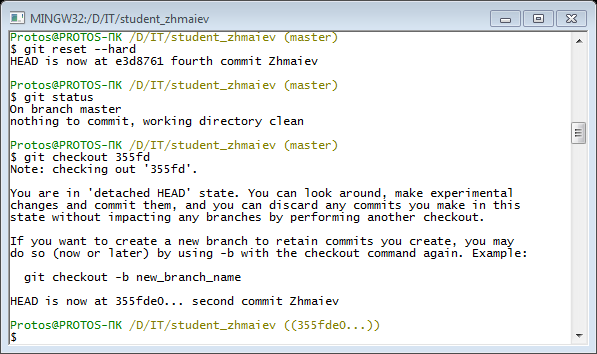 MINGW32:/D/IT/student_zhmaiev
Protos@PROTOS-ПК /D/IT/student_zhmaiev (master)
$ git reset --hard
HEAD is now at e3d8761 fourth commit Zhmaiev
Protos@PROTOS-ПК /D/IT/student_zhmaiev (master)
$ git status
On branch master
nothing to commit, working directory clean
Protos@PROTOS-ПК /D/IT/student_zhmaiev (master)
$ git checkout 355fd
Note: checking out '355fd'.
You are in 'detached HEAD' state. You can look around, make experimental
changes and commit them, and you can discard any commits you make in this
state without impacting any branches by performing another checkout.
If you want to create a new branch to retain commits you create, you may
do so (now or later) by using -b with the checkout command again. Example:
git checkout -b new_branch_name
HEAD is now at 355fde0... second commit Zhmaiev
Protos@PROTOS-ПК /D/IT/student_zhmaiev ((355fde0...))
$